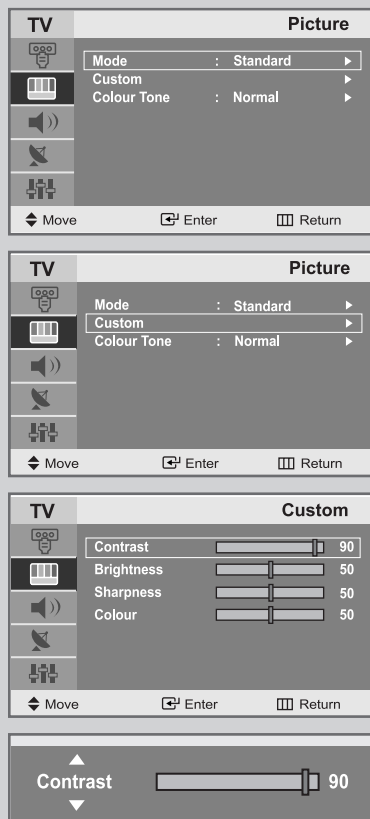 TV Picture
Mode : Standard
Custom
Colour Tone : Normal
Move Enter Return
TV Picture
Mode : Standard
Custom
Colour Tone : Normal
Move Enter Return
TV Custom
Contrast 90
Brightness 50
Sharpness 50
Colour 50
Move Enter Return
Contrast 90